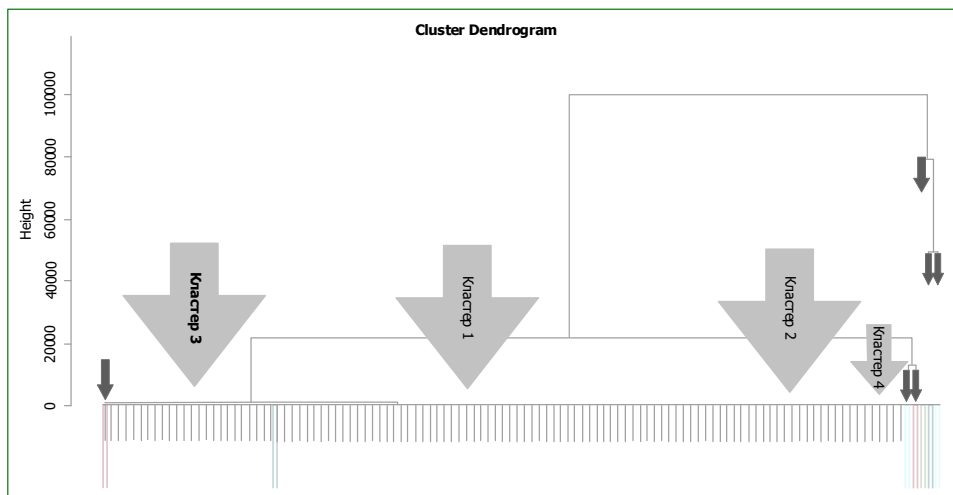 Cluster Dendrogram
Height
100000
80000
60000
40000
20000
0
Кластер 3
Кластер 1
Кластер 2
Кластер 4